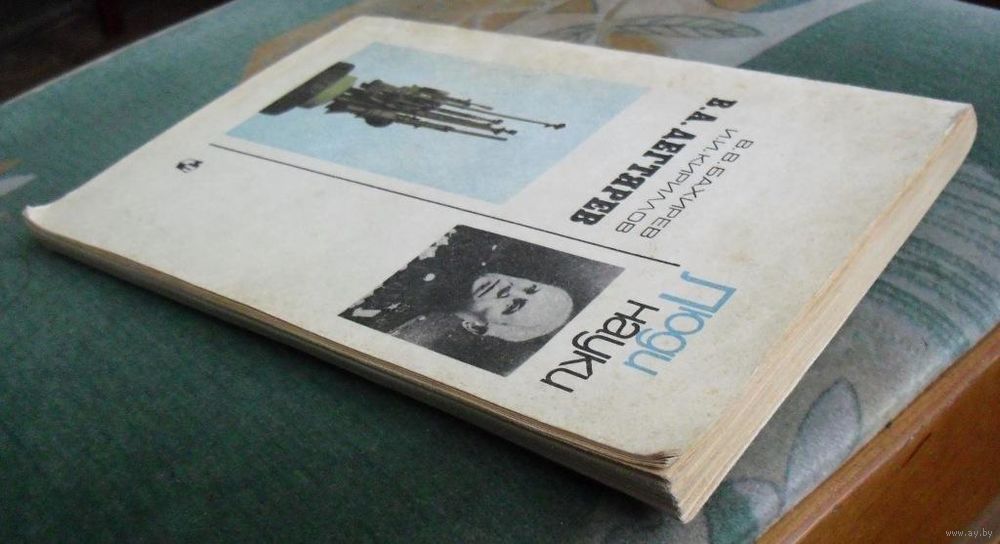 Люди
науки
В. В. БАХИРЕВ
И.И. КИРИЛЛОВ
В. А. ДЕГТЯРЕВ
www.ay.by